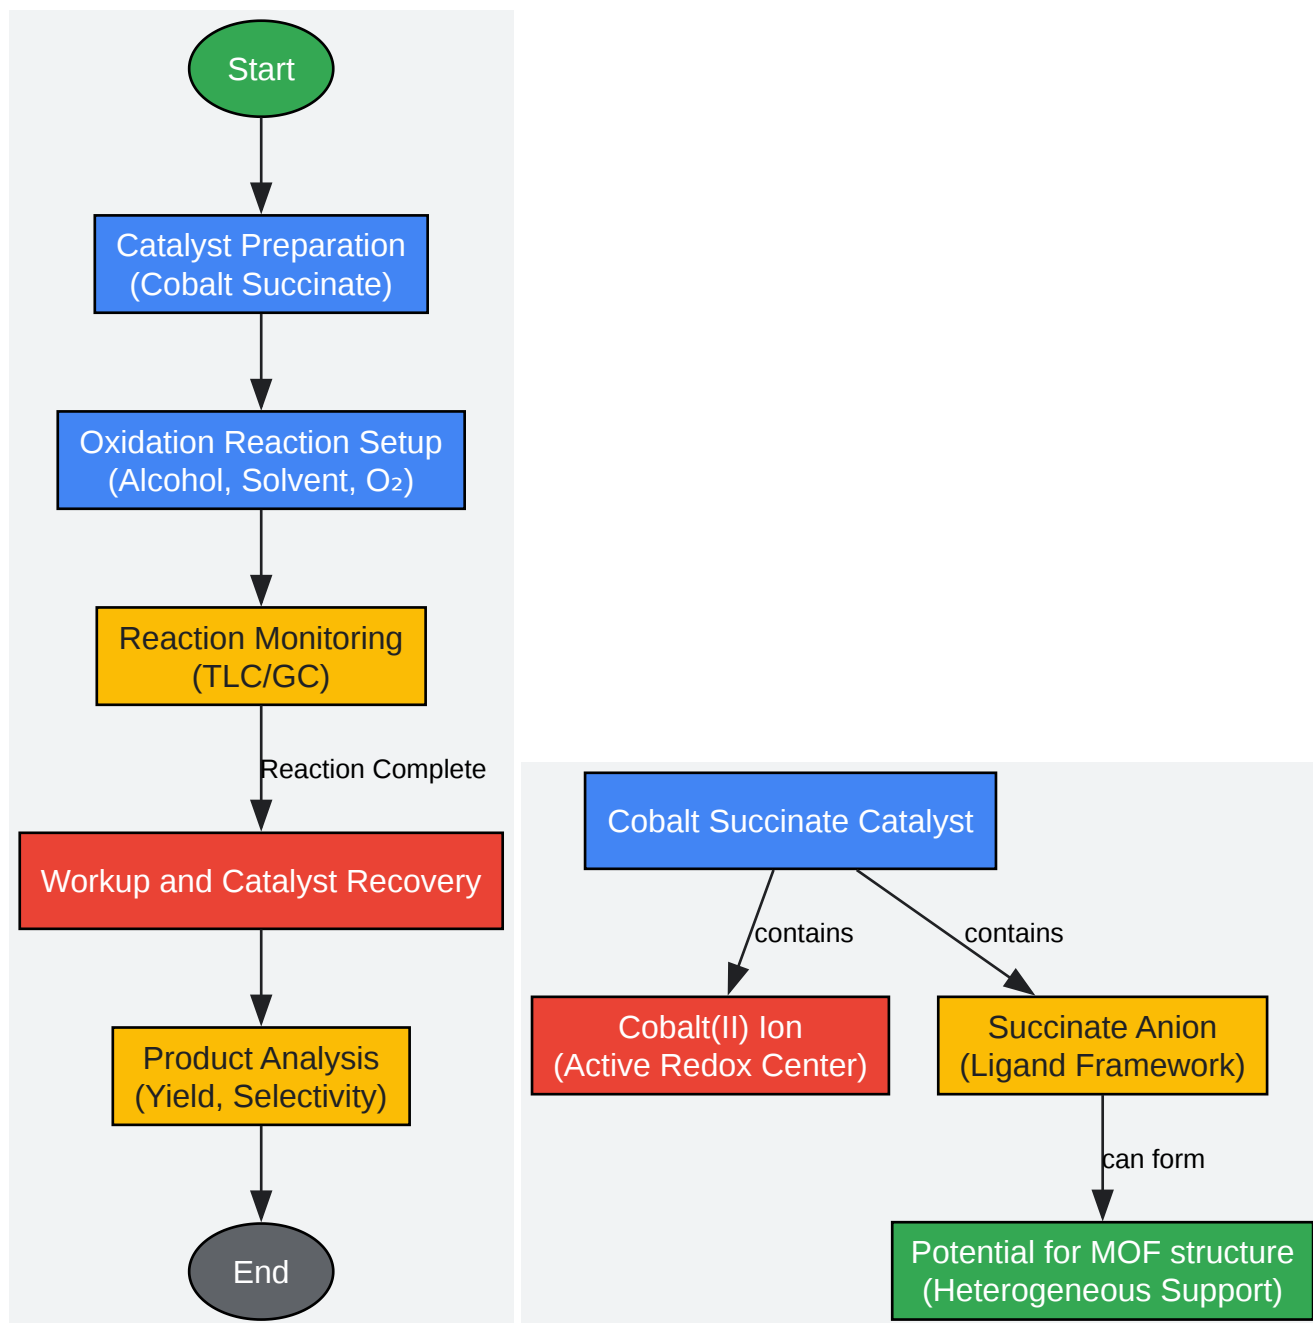 Start
Catalyst Preparation
(Cobalt Succinate)
Oxidation Reaction Setup
(Alcohol, Solvent, O₂)
Reaction Monitoring
(TLC/GC)
Reaction Complete
Workup and Catalyst Recovery
Product Analysis
(Yield, Selectivity)
End
Cobalt Succinate Catalyst
contains
contains
Cobalt(II) Ion
(Active Redox Center)
Succinate Anion
(Ligand Framework)
can form
Potential for MOF structure
(Heterogeneous Support)